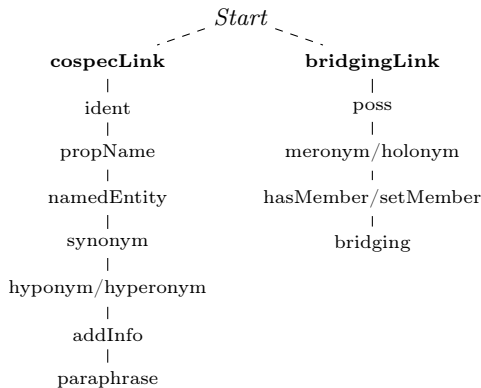 Start
cospecLink
bridgingLink
ident
poss
propName
meronym/holonym
namedEntity
hasMember/setMember
synonym
bridging
hyponym/hyperonym
addInfo
paraphrase